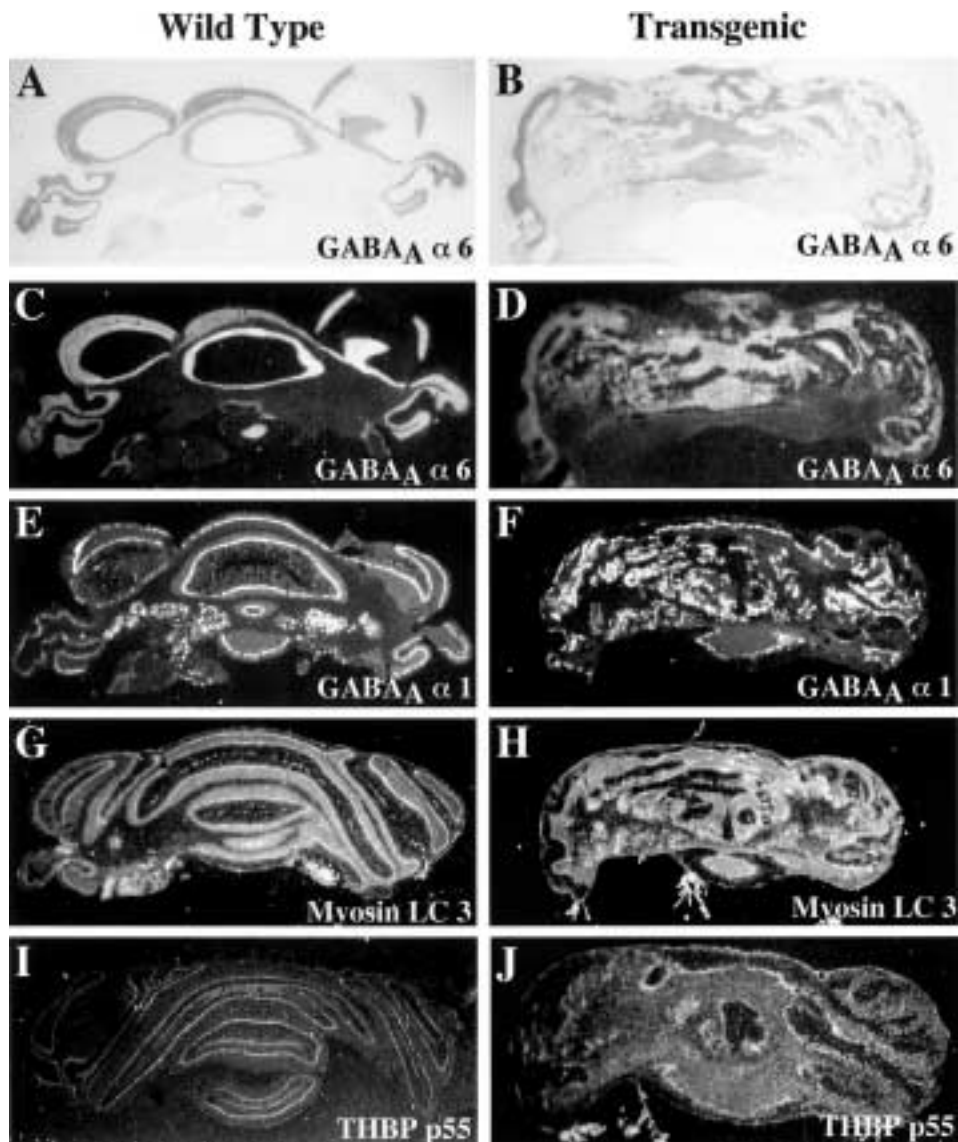 Wild Type
Transgenic
A
GABAA α 6
B
GABAA α 6
C
GABAA α 6
D
GABAA α 6
E
GABAA α 1
F
GABAA α 1
G
Myosin LC 3
H
Myosin LC 3
I
THBP p55
J
THBP p55